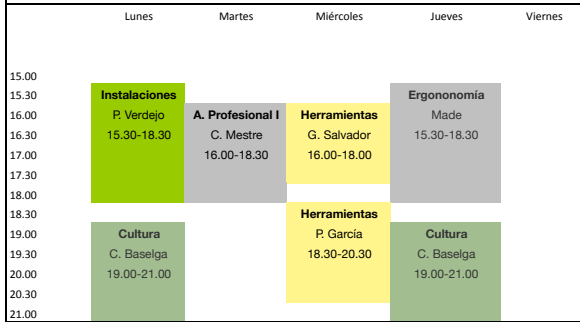 Lunes Martes Miércoles Jueves Viernes
15.00
15.30 Instalaciones Ergononomía
16.00 P. Verdejo A. Profesional I Herramientas Made
16.30 15.30-18.30 C. Mestre G. Salvador 15.30-18.30
17.00 16.00-18.30 16.00-18.00
17.30
18.00
18.30 Herramientas
19.00 Cultura P. García Cultura
19.30 C. Baselga 18.30-20.30 C. Baselga
20.00 19.00-21.00 19.00-21.00
20.30
21.00